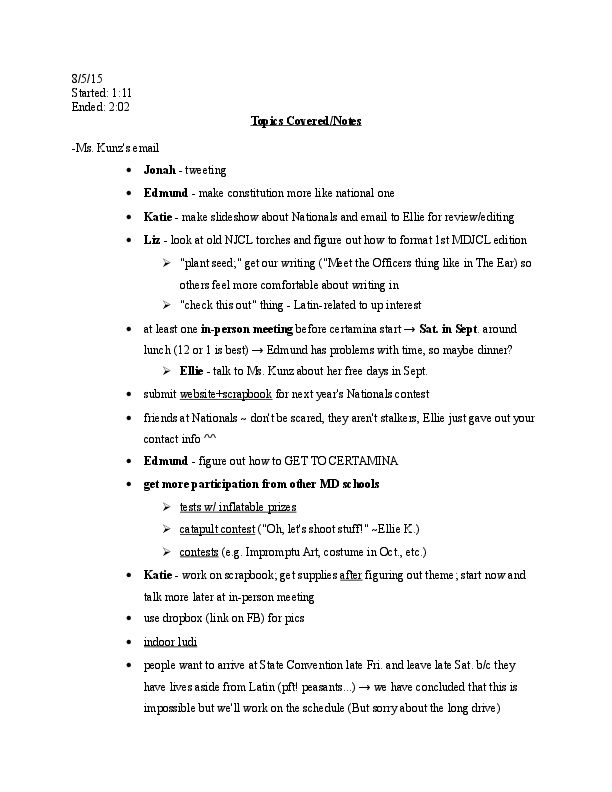 8/5/15
Started: 1:11
Ended: 2:02
Topics Covered/Notes
-Ms. Kunz's email
• Jonah - tweeting
• Edmund - make constitution more like national one
• Katie - make slideshow about Nationals and email to Ellie for review/editing
• Liz - look at old NJCL torches and figure out how to format 1st MDJCL edition
➢ "plant seed;" get our writing ("Meet the Officers thing like in The Ear) so
others feel more comfortable about writing in
➢ "check this out" thing - Latin-related to up interest
• at least one in-person meeting before certamina start → Sat. in Sept. around
lunch (12 or 1 is best) → Edmund has problems with time, so maybe dinner?
➢ Ellie - talk to Ms. Kunz about her free days in Sept.
• submit website+scrapbook for next year's Nationals contest
• friends at Nationals ~ don't be scared, they aren't stalkers, Ellie just gave out your
contact info ^^
• Edmund - figure out how to GET TO CERTAMINA
• get more participation from other MD schools
➢ tests w/ inflatable prizes
➢ catapult contest ("Oh, let's shoot stuff!" ~Ellie K.)
➢ contests (e.g. Impromptu Art, costume in Oct., etc.)
• Katie - work on scrapbook; get supplies after figuring out theme; start now and
talk more later at in-person meeting
• use dropbox (link on FB) for pics
• indoor ludi
• people want to arrive at State Convention late Fri. and leave late Sat. b/c they
have lives aside from Latin (pft! peasants...) → we have concluded that this is
impossible but we'll work on the schedule (But sorry about the long drive)